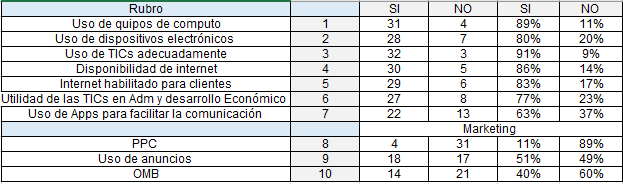 Rubro SI NO SI NO
Uso de quipos de computo 1 31 4 89% 11%
Uso de dispositivos electrónicos 2 28 7 80% 20%
Uso de TICs adecuadamente 3 32 3 91% 9%
Disponibilidad de internet 4 30 5 86% 14%
Internet habilitado para clientes 5 29 6 83% 17%
Utilidad de las TICs en Adm y desarrollo Económico 6 27 8 77% 23%
Uso de Apps para facilitar la comunicación 7 22 13 63% 37%
Marketing
PPC 8 4 31 11% 89%
Uso de anuncios 9 18 17 51% 49%
OMB 10 14 21 40% 60%